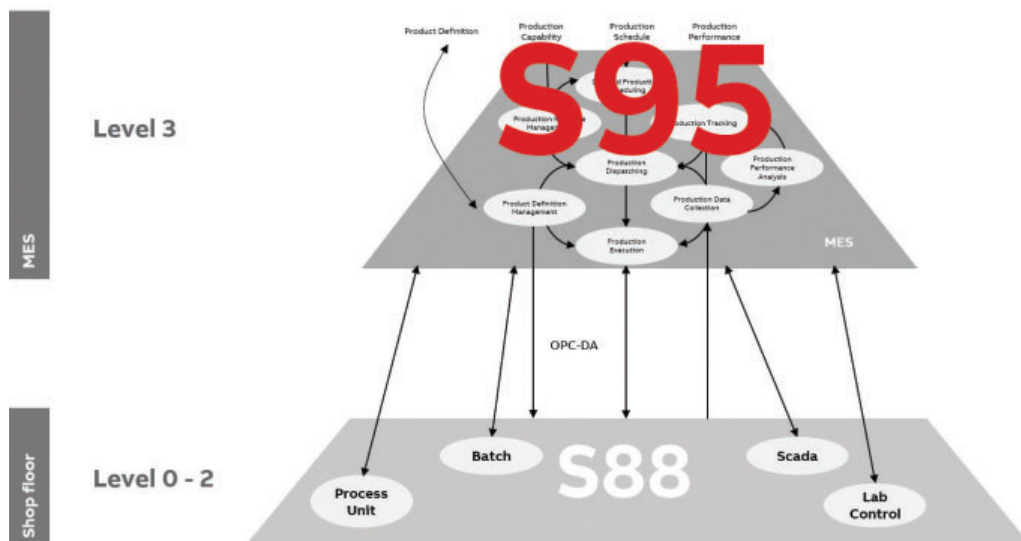 Product Definition
Production
Capability
Production
Schedule
Production
Performance
S95
Level 3
Production Tracking
Production
Dispatching
Production
Performance
Analysis
Product Definition
Management
Production Data
Collection
Production
Execution
MES
MES
OPC-DA
Batch
S88
Scada
Level 0 - 2
Process
Unit
Lab
Control
Shop floor